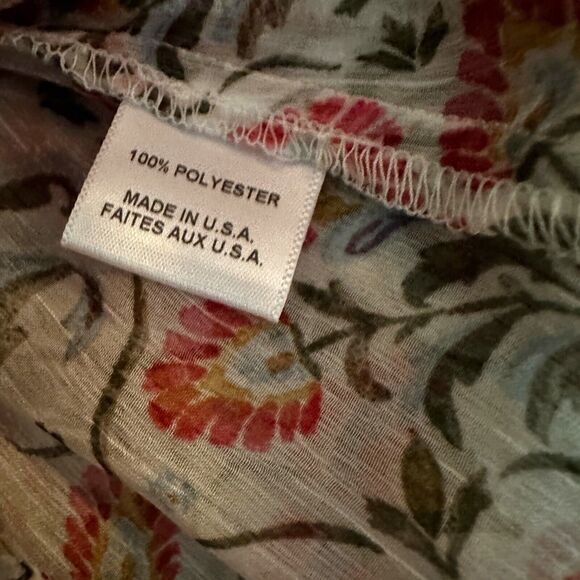 100% POLYESTER
MADE IN U.S.A.
FAITES AUX U.S.A.